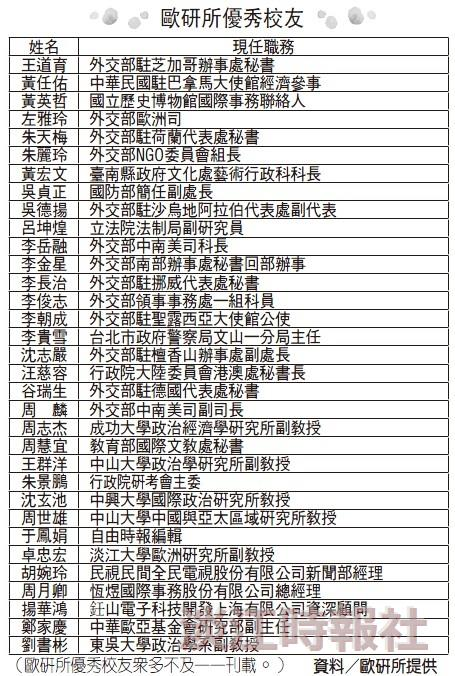 歐研所優秀校友
姓名 現任職務
王道育 外交部駐芝加哥辦事處秘書
黃任佑 中華民國駐巴拿馬大使館經濟參事
黃英哲 國立歷史博物館國際事務聯絡人
左雅玲 外交部歐洲司
朱天梅 外交部駐荷蘭代表處秘書
朱麗玲 外交部NGO委員會組長
黃宏文 臺南縣政府文化處藝術行政科科長
吳貞正 國防部簡任副處長
吳德揚 外交部駐沙烏地阿拉伯代表處副代表
呂坤煌 立法院法制局副研究員
李岳融 外交部中南美司科長
李金星 外交部南部辦事處秘書回部辦事
李長治 外交部駐挪威代表處秘書
李俊志 外交部領事事務處一組科員
李朝成 外交部駐聖露西亞大使館公使
李貴雪 台北市政府警察局文山一分局主任
沈志嚴 外交部駐檀香山辦事處副處長
汪慈容 行政院大陸委員會港澳處秘書長
谷瑞生 外交部駐德國代表處秘書
周　麟 外交部中南美司副司長
周志杰 成功大學政治經濟學研究所副教授
周慧宜 教育部國際文教處秘書
王群洋 中山大學政治學研究所副教授
朱景鵬 行政院研考會主委
沈玄池 中興大學國際政治研究所教授
周世雄 中山大學中國與亞太區域研究所教授
于鳳娟 自由時報編輯
卓忠宏 淡江大學歐洲研究所副教授
胡婉玲 民視民間全民電視股份有限公司新聞部經理
周月卿 恆煜國際事務股份有限公司總經理
揚華鴻 鈺山電子科技開發上海有限公司資深顧問
鄭家慶 中華歐亞基金會研究部副主任
劉書彬 東吳大學政治學系副教授
（歐研所優秀校友眾多不及一一刊載。） 資料／歐研所提供
淡江時報社